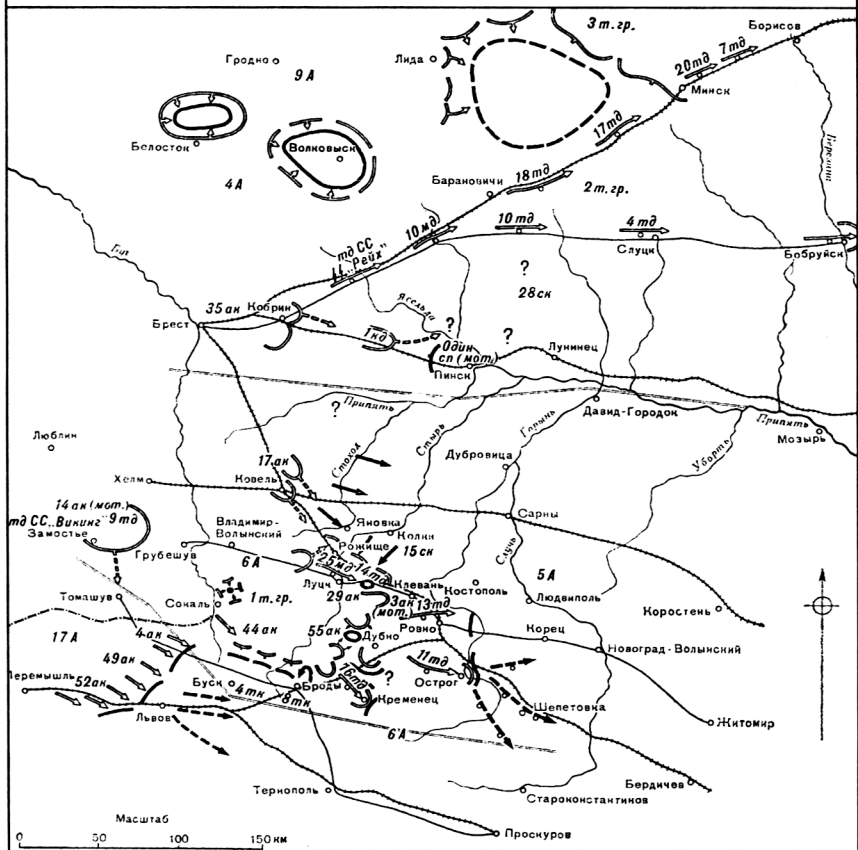 3 т. гр.
Борисов
7 тд
20 тд
Гродно
Лида
9 А
Минск
17 тд
Белосток
Волковыск
Березина
4 А
Барановичи
18 тд
2 т. гр.
10 мд
10 тд
4 тд
тд СС
„Рейх"
Слуцк
Бобруйск
Буг
?
28 ск
35 ак
Кобрин
Ясельда
Брест
1 кд
?
?
Один
сп (мот.)
Лунинец
Пинск
Припять
?
Давид-Городок
Припять
Мозырь
Люблин
Стоход
Стырь
Горынь
Уборть
Дубровица
Хелм
17 ак
Ковель
14 ак (мот.)
тд СС „Викинг" 9 тд
Замостье
Владимир-
Волынский
Яновка
Сарны
Грубешув
Колки
Рожище
15 ск
Случь
6 А
25 мд
14 тд
Луцк
Клевань
Костополь
5 А
Томашув
Сокаль
1 т. гр.
29 ак
3 ак
(мот.)
13 тд
Людвиполь
Коростень
17 А
4 ак
44 ак
55 ак
Дубно
Ровно
Корец
Новоград-Волынский
49 ак
11 тд
Перемышль
52 ак
Буск
4 тк
8 тк
Броды
16 тд
?
Острог
Кременец
Шепетовка
Львов
6 А
Житомир
Тернополь
Староконстантинов
Бердичев
Проскуров
Масштаб
0 50 100 150 км